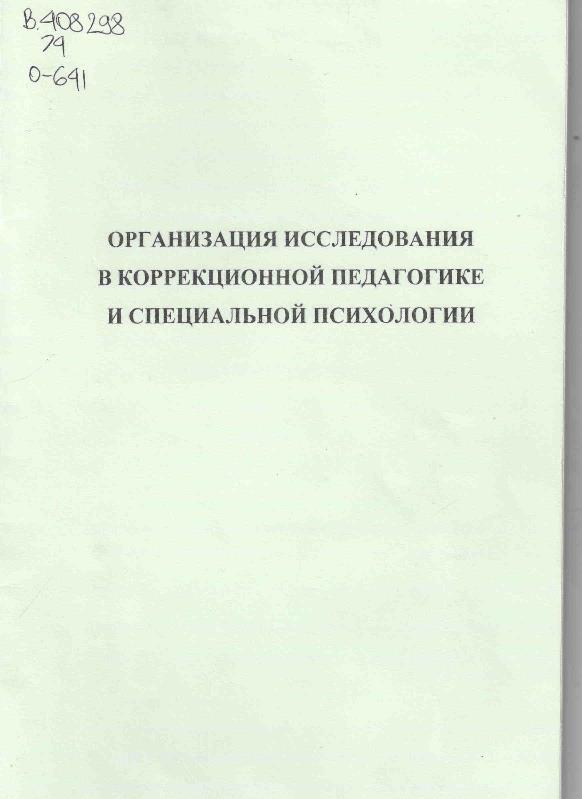 В.408298
74
О-641
ОРГАНИЗАЦИЯ ИССЛЕДОВАНИЯ
В КОРРЕКЦИОННОЙ ПЕДАГОГИКЕ
И СПЕЦИАЛЬНОЙ ПСИХОЛОГИИ